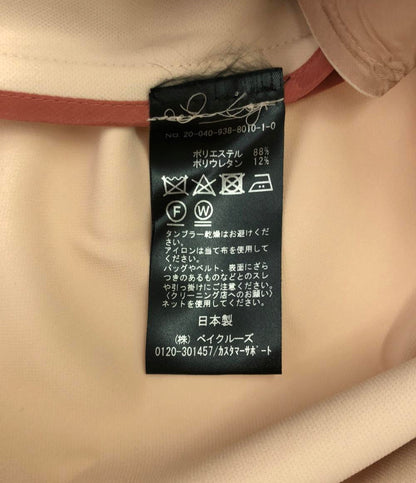 NO. 20-040-938-8010-1-0
ポリエステル 88%
ポリウレタン 12%
F W
タンブラー乾燥はお避けくださ
い。
アイロンは当て布を使用して
ください。
バッグやベルト、表面にざら
つきのあるものなどとのスレ
や引っ掛けにご注意ください。
〈クリーニング店へのお願い〉
ネットを使用してください。
日本製
（株）ベイクルーズ
0120-301457/カスタマーサポート